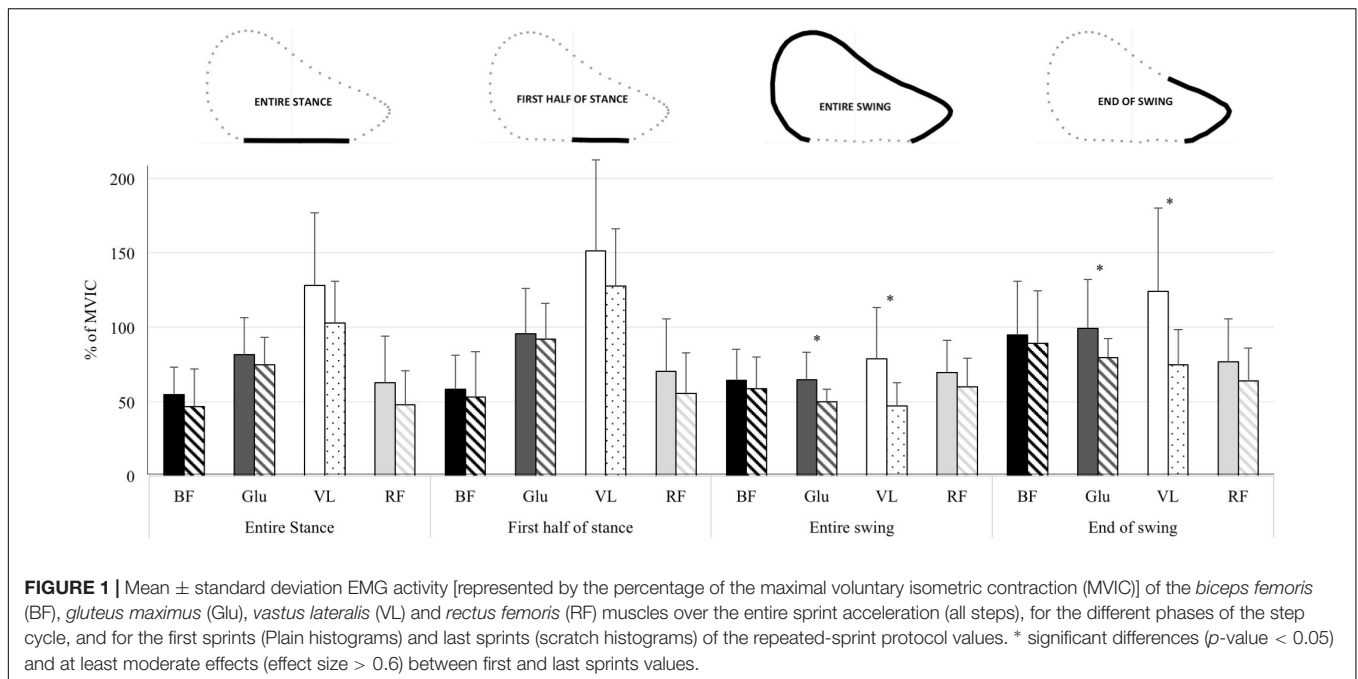 ENTIRE STANCE
FIRST HALF OF STANCE
ENTIRE SWING
END OF SWING
200
150
100
50
0
% of MVIC
*
*
*
*
BF Glu VL RF BF Glu VL RF BF Glu VL RF BF Glu VL RF
Entire Stance First half of stance Entire swing End of swing
FIGURE 1 | Mean ± standard deviation EMG activity [represented by the percentage of the maximal voluntary isometric contraction (MVIC)] of the biceps femoris
(BF), gluteus maximus (Glu), vastus lateralis (VL) and rectus femoris (RF) muscles over the entire sprint acceleration (all steps), for the different phases of the step
cycle, and for the first sprints (Plain histograms) and last sprints (scratch histograms) of the repeated-sprint protocol values. * significant differences (p-value < 0.05)
and at least moderate effects (effect size > 0.6) between first and last sprints values.